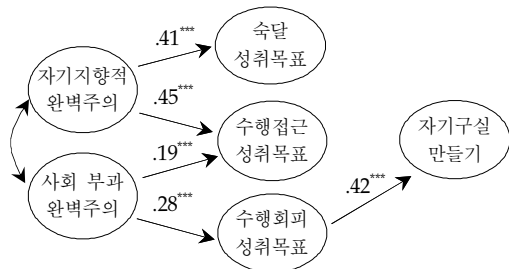 .41***
숙달
성취목표
자기지향적
완벽주의
.45***
수행접근
성취목표
자기구실
만들기
.19***
사회 부과
완벽주의
.28***
.42***
수행회피
성취목표